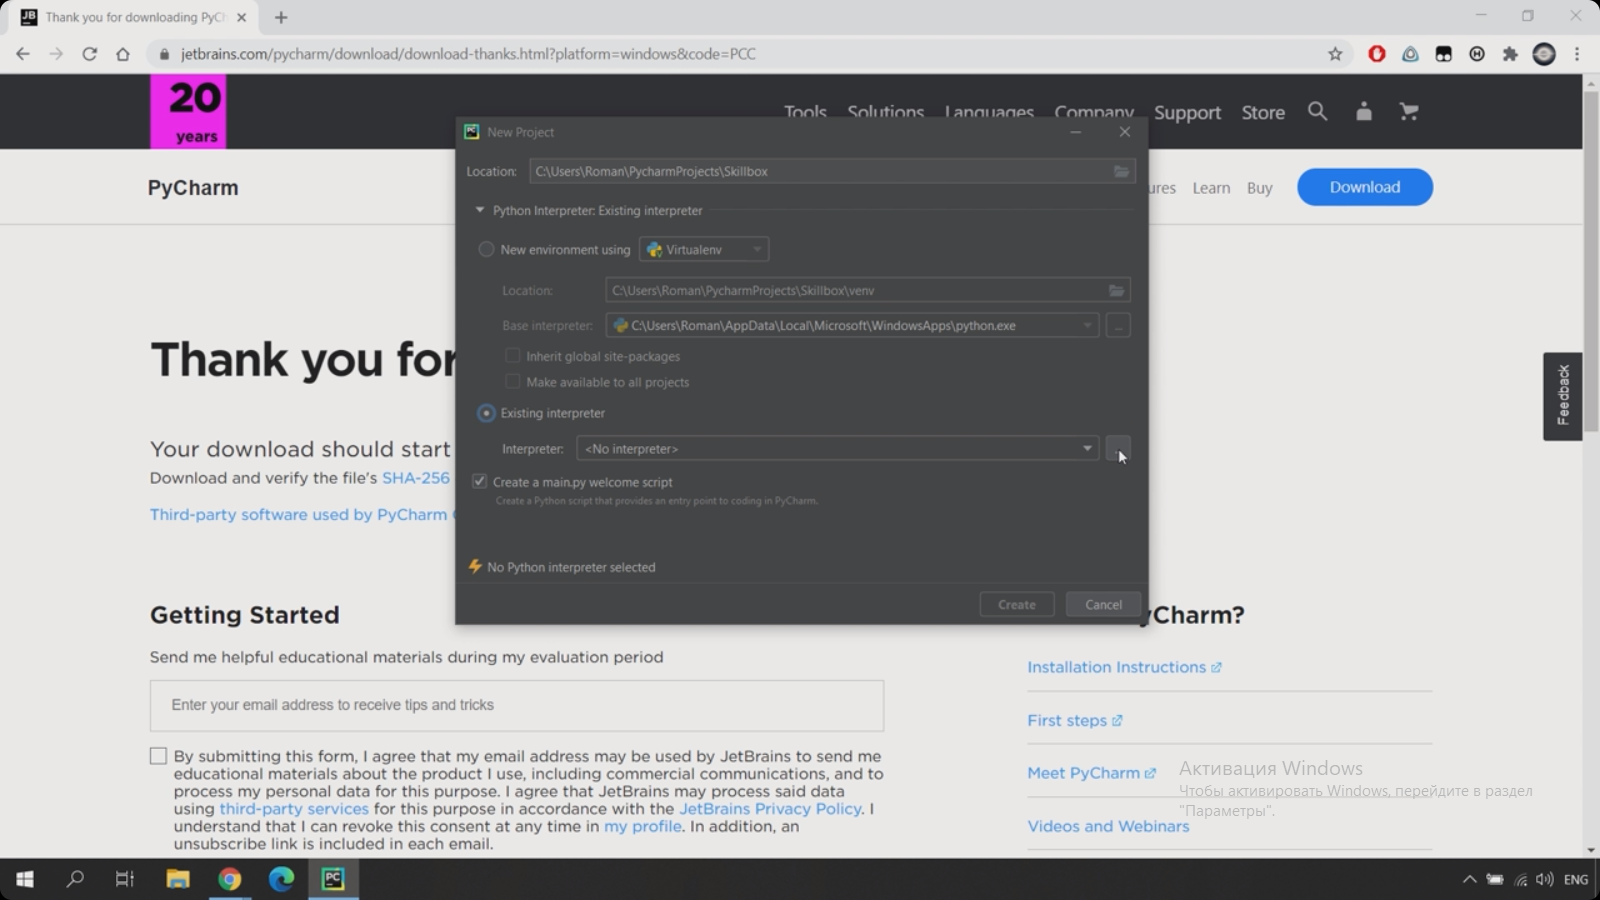 Thank you for downloading PyCh
jetbrains.com/pycharm/download/download-thanks.html?platform=windows&code=PCC
20
years
Tools Solutions Languages Company Support Store
PyCharm
ures Learn Buy Download
New Project
Location: C:\Users\Roman\PycharmProjects\Skillbox
Python Interpreter: Existing interpreter
New environment using Virtualenv
Location: C:\Users\Roman\PycharmProjects\Skillbox\venv
Base interpreter: C:\Users\Roman\AppData\Local\Microsoft\WindowsApps\python.exe ...
Inherit global site-packages
Make available to all projects
Existing interpreter
Interpreter: <No interpreter>
Create a main.py welcome script
Create a Python script that provides an entry point to coding in PyCharm.
No Python interpreter selected
Create Cancel
Thank you for
Your download should start
Download and verify the file's SHA-256
Third-party software used by PyCharm
Feedback
Getting Started
Send me helpful educational materials during my evaluation period
Enter your email address to receive tips and tricks
By submitting this form, I agree that my email address may be used by JetBrains to send me
educational materials about the product I use, including commercial communications, and to
process my personal data for this purpose. I agree that JetBrains may process said data
using third-party services for this purpose in accordance with the JetBrains Privacy Policy. I
understand that I can revoke this consent at any time in my profile. In addition, an
unsubscribe link is included in each email.
yCharm?
Installation Instructions
First steps
Meet PyCharm
Videos and Webinars
Активация Windows
Чтобы активировать Windows, перейдите в раздел
"Параметры".
JB
PC
ENG